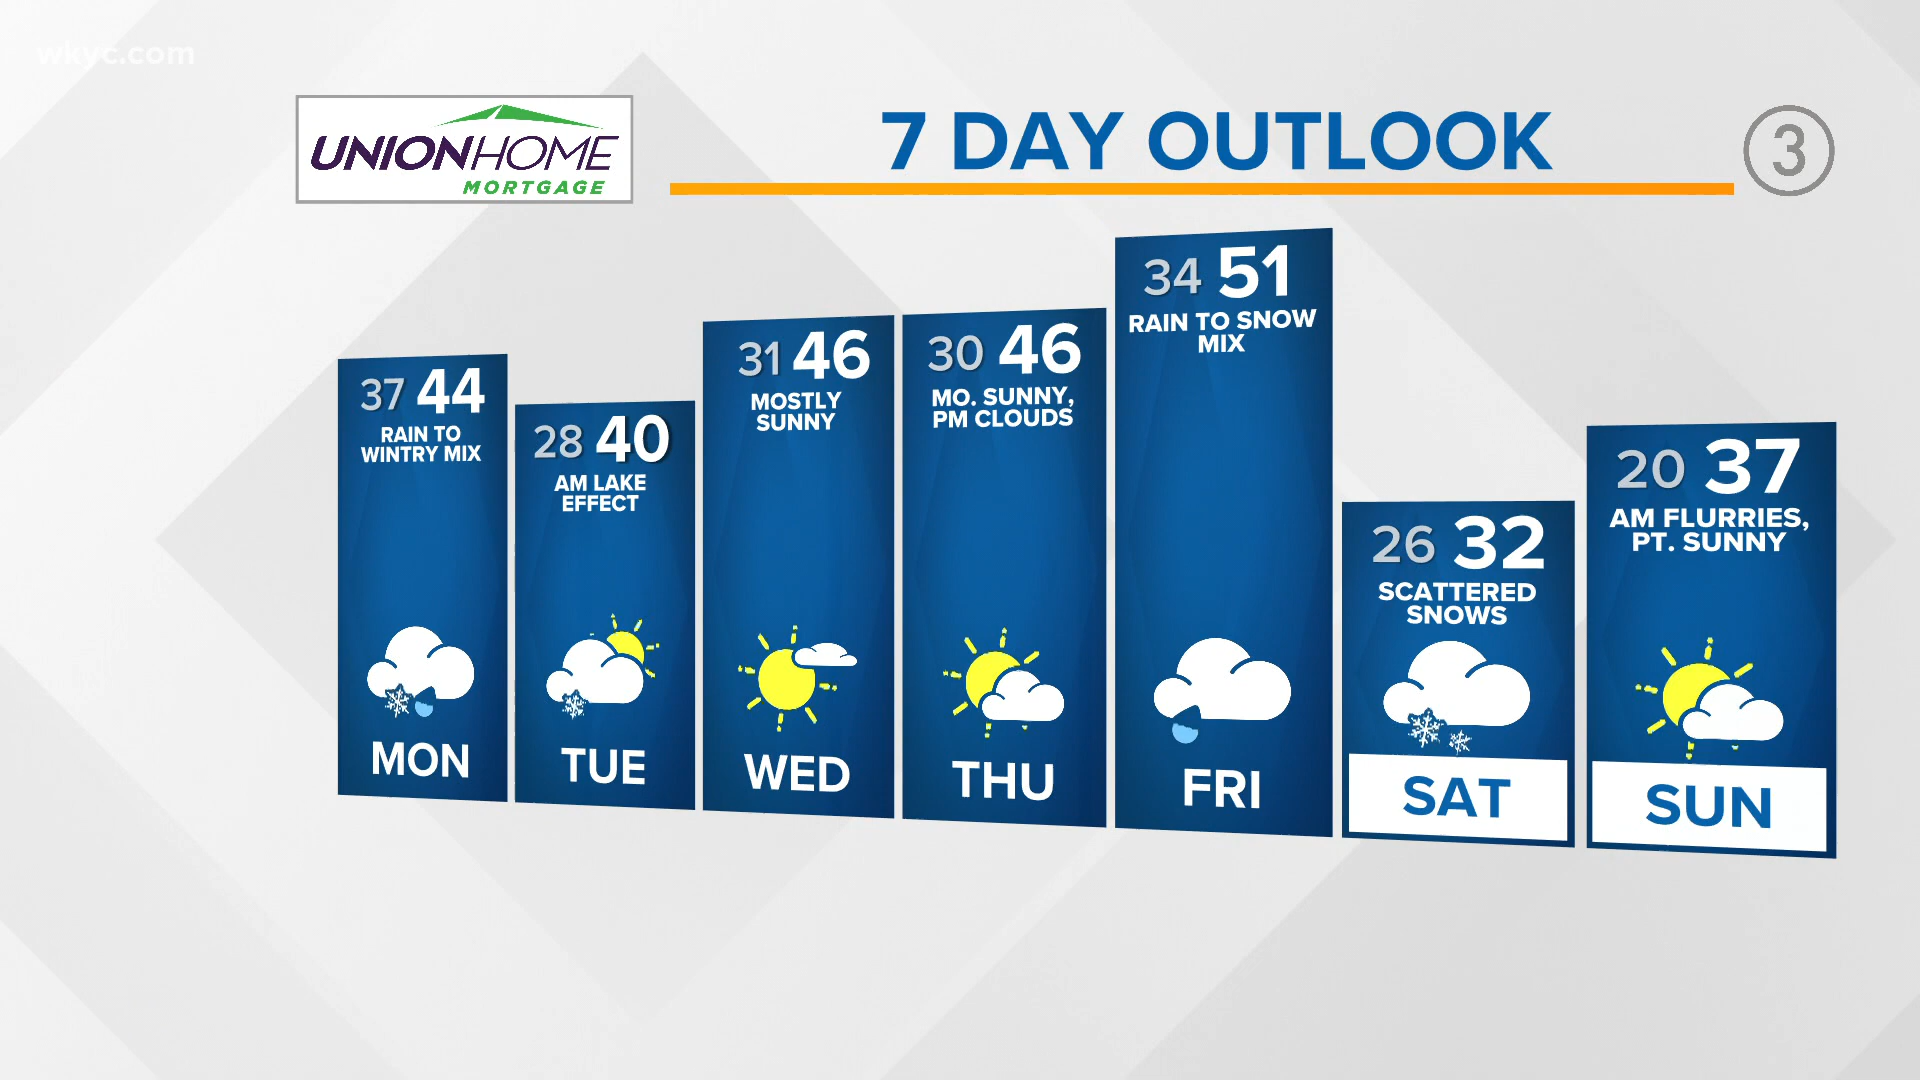 wkyc.com
UNIONHOME
MORTGAGE
7 DAY OUTLOOK
3
37 44
RAIN TO
WINTRY MIX
MON
28 40
AM LAKE
EFFECT
TUE
31 46
MOSTLY
SUNNY
WED
30 46
MO. SUNNY,
PM CLOUDS
THU
34 51
RAIN TO SNOW
MIX
FRI
26 32
SCATTERED
SNOWS
SAT
20 37
AM FLURRIES,
PT. SUNNY
SUN